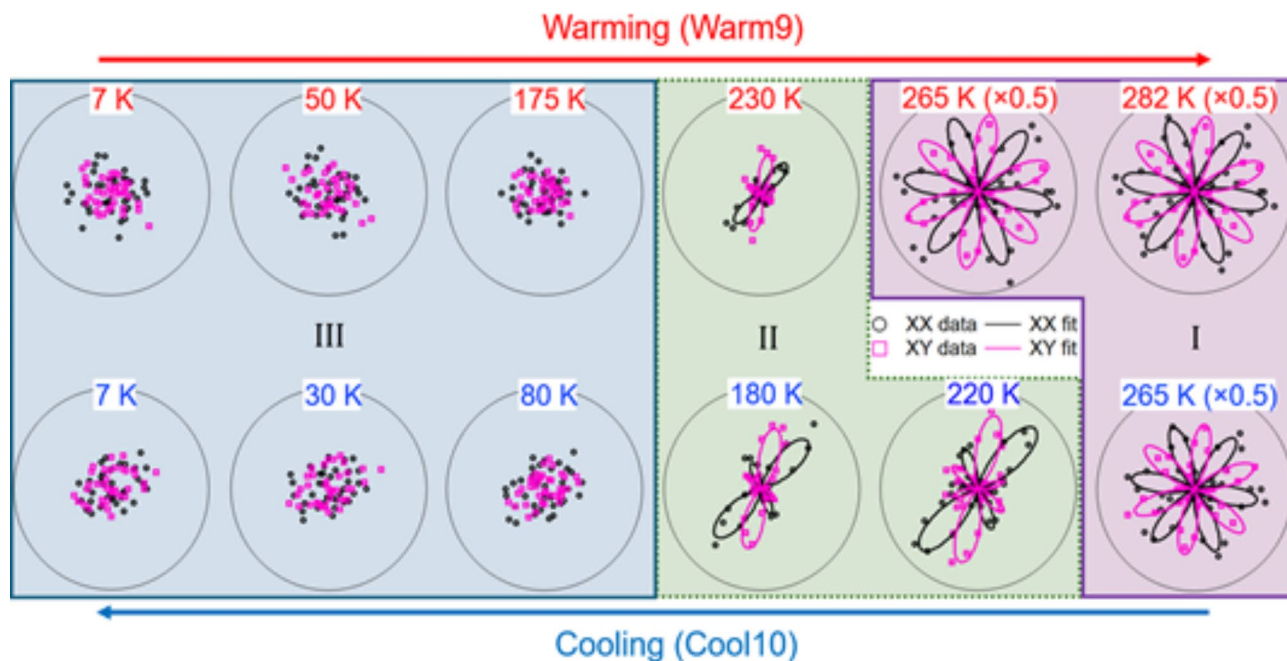 Warming (Warm9)
7 K 50 K 175 K 230 K 265 K (×0.5) 282 K (×0.5)
III II I
XX data XX fit
XY data XY fit
7 K 30 K 80 K 180 K 220 K 265 K (×0.5)
Cooling (Cool10)